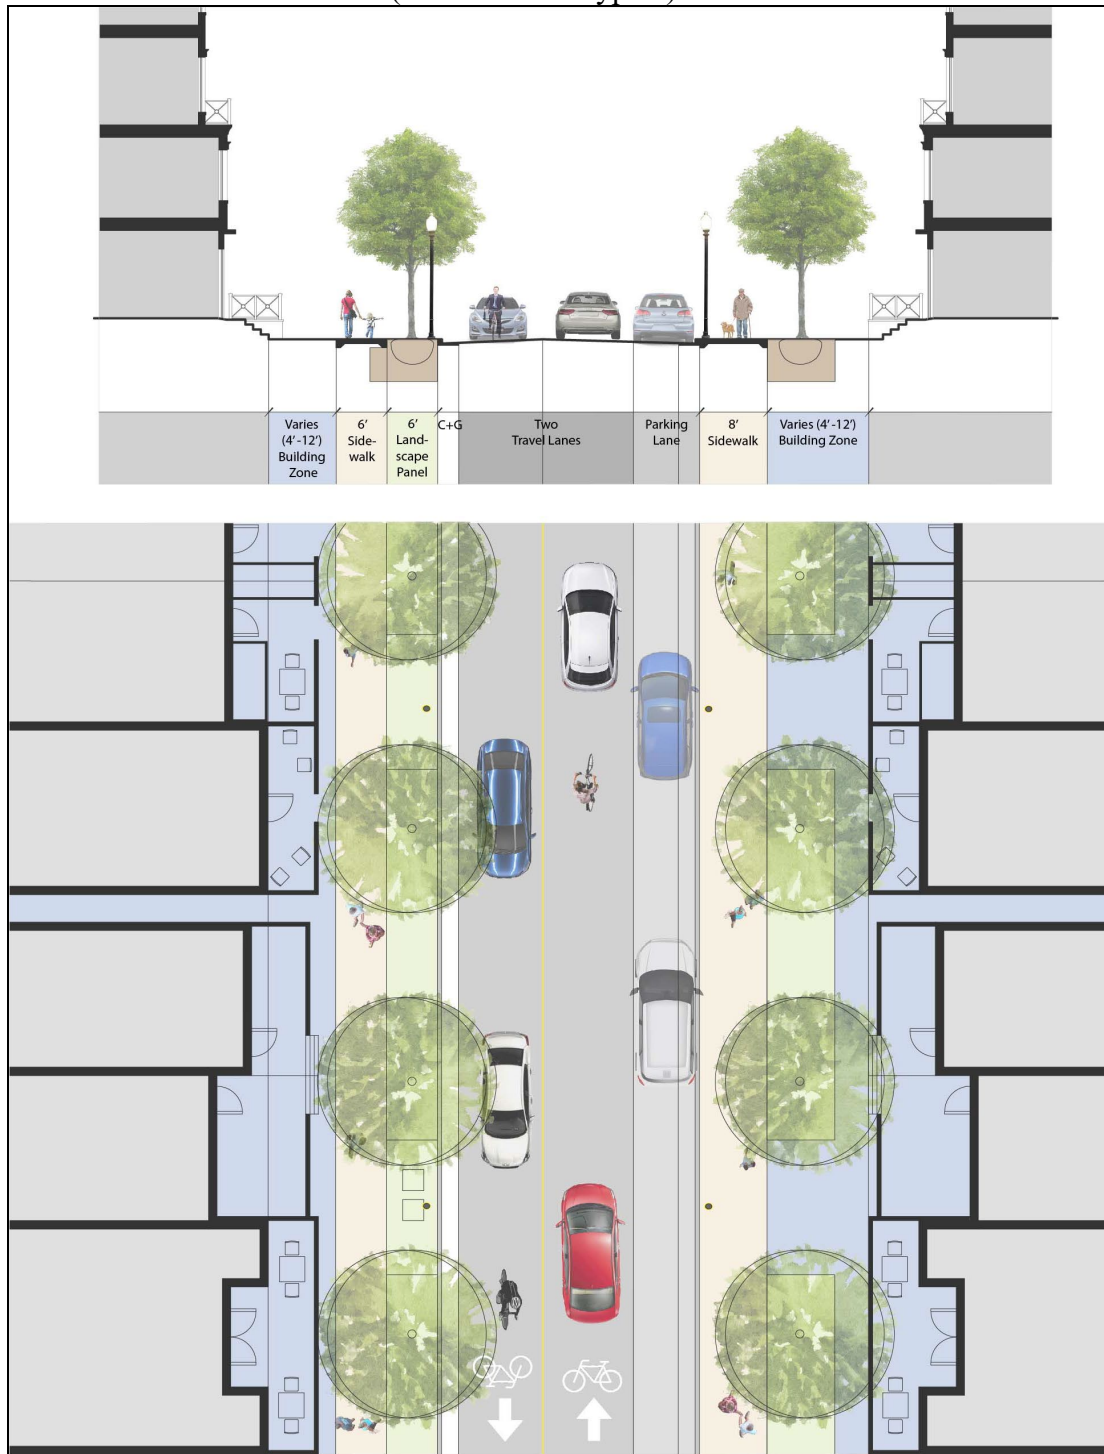 Varies
(4'-12')
Building
Zone
6'
Side-
walk
6'
Land-
scape
Panel
C+G
Two
Travel Lanes
Parking
Lane
8'
Sidewalk
Varies (4'-12')
Building Zone